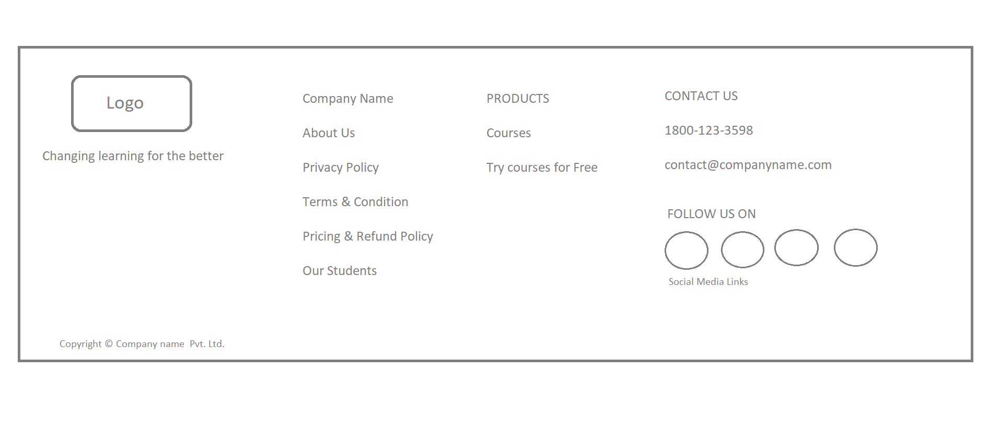 Logo
Changing learning for the better
Company Name
About Us
Privacy Policy
Terms & Condition
Pricing & Refund Policy
Our Students
PRODUCTS
Courses
Try courses for Free
CONTACT US
1800-123-3598
contact@companyname.com
FOLLOW US ON
Social Media Links
Copyright © Company name  Pvt. Ltd.